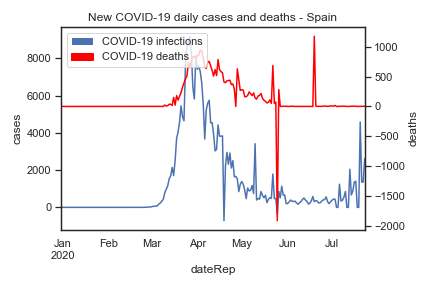 New COVID-19 daily cases and deaths - Spain
COVID-19 infections
COVID-19 deaths
8000
6000
4000
2000
0
cases
1000
500
0
−500
−1000
−1500
−2000
deaths
Jan Feb Mar Apr May Jun Jul
2020
dateRep